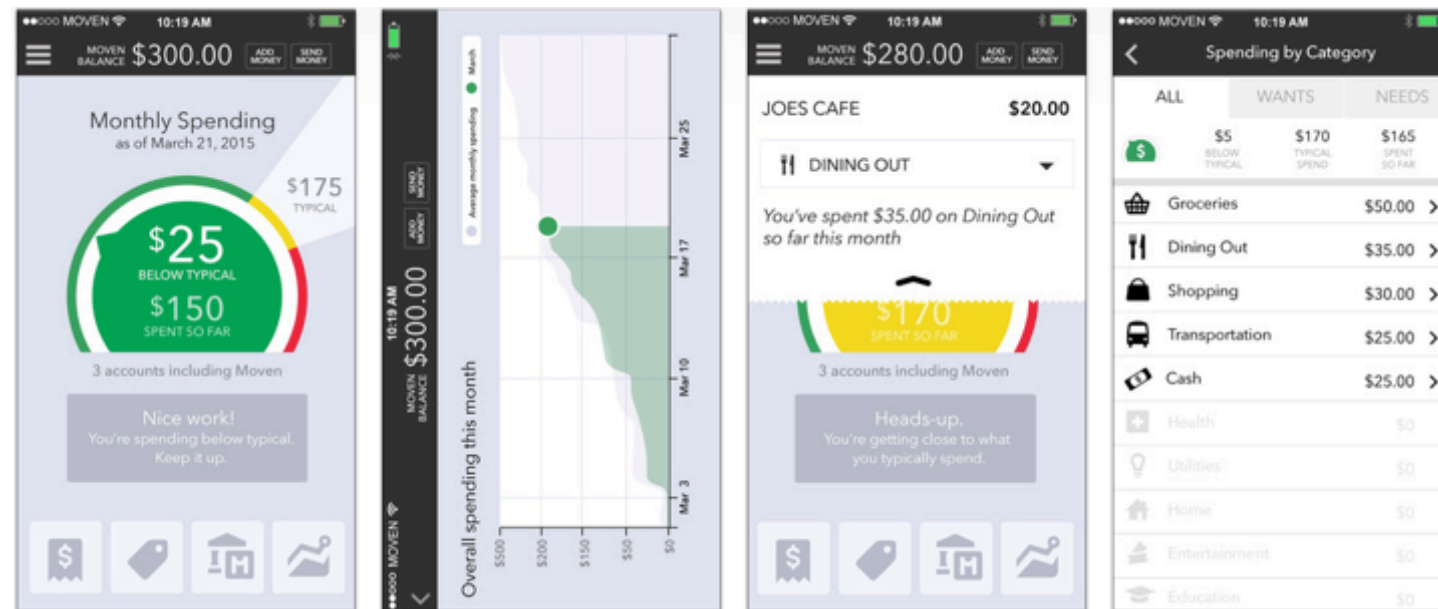 MOVEN 10:19 AM
MOVEN BALANCE $300.00 ADD MONEY SEND MONEY
Monthly Spending
as of March 21, 2015
$175
TYPICAL
$25
BELOW TYPICAL
$150
SPENT SO FAR
3 accounts including Moven
Nice work!
You're spending below typical.
Keep it up.
MOVEN 10:19 AM
MOVEN BALANCE $300.00 ADD MONEY SEND MONEY
Overall spending this month
Average monthly spending March
$500
$200
$150
$50
$0
Mar 3 Mar 10 Mar 17 Mar 25
MOVEN 10:19 AM
MOVEN BALANCE $280.00 ADD MONEY SEND MONEY
JOES CAFE $20.00
DINING OUT
You've spent $35.00 on Dining Out
so far this month
$170
SPENT SO FAR
3 accounts including Moven
Heads-up.
You're getting close to what
you typically spend.
MOVEN 10:19 AM
Spending by Category
ALL WANTS NEEDS
$5 $170 $165
BELOW TYPICAL SPENT
TYPICAL SPEND SO FAR
Groceries $50.00
Dining Out $35.00
Shopping $30.00
Transportation $25.00
Cash $25.00
Health $0
Utilities $0
Home $0
Entertainment $0
Education $0